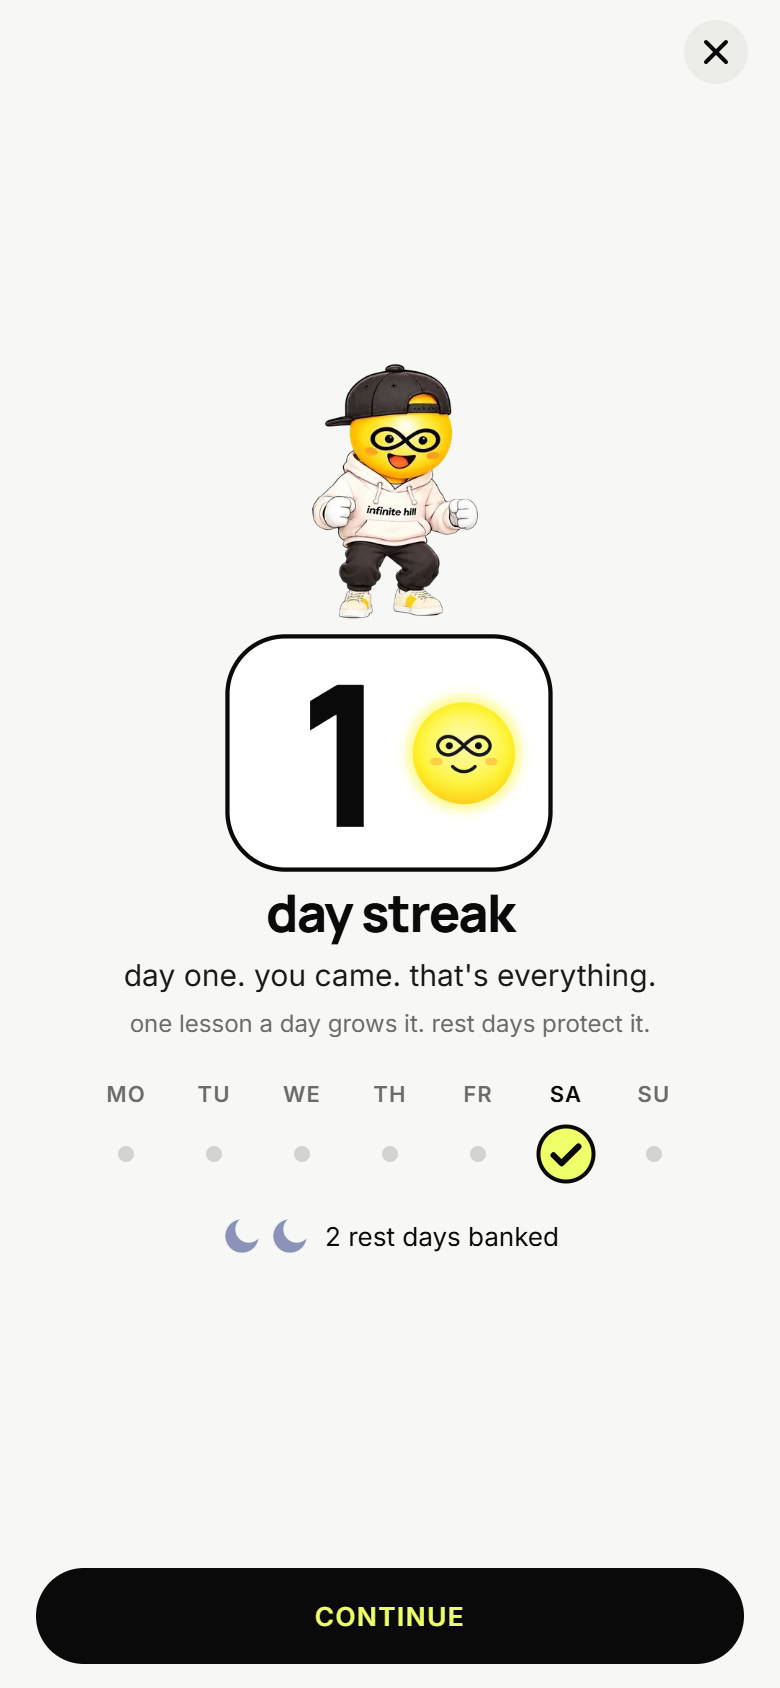 infinite hill
1
day streak
day one. you came. that's everything.
one lesson a day grows it. rest days protect it.
MO TU WE TH FR SA SU
2 rest days banked
CONTINUE